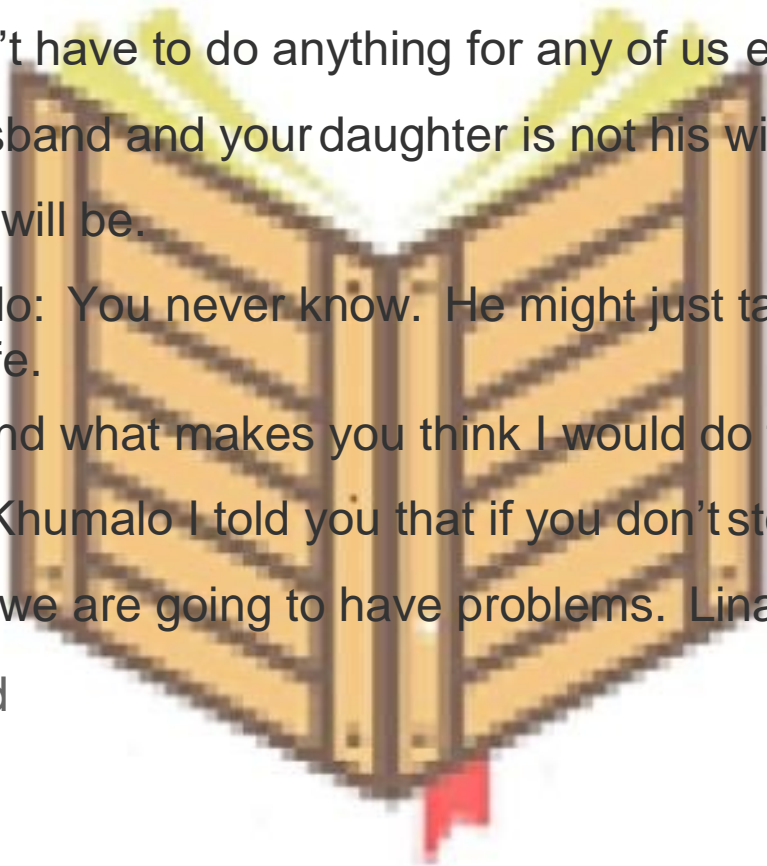 't have to do anything for any of us e
sband and your daughter is not his wi
will be.
lo: You never know. He might just ta
fe.
nd what makes you think I would do
Khumalo I told you that if you don't st
we are going to have problems. Lina
d